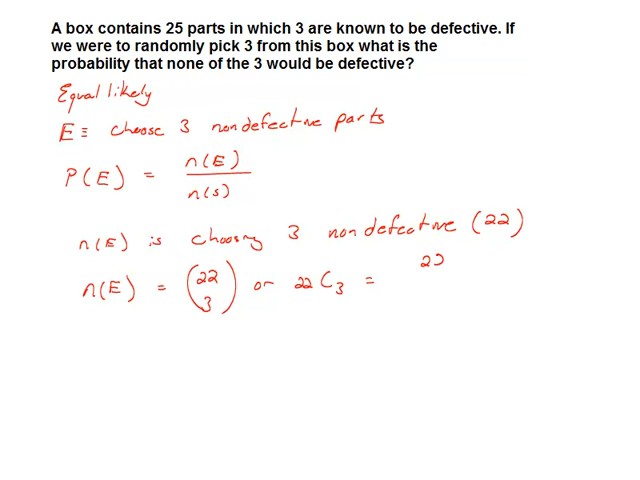 A box contains 25 parts in which 3 are known to be defective. If
we were to randomly pick 3 from this box what is the
probability that none of the 3 would be defective?
Equal likely
E ≡ choose 3 nondefective parts
P(E) = n(E) / n(s)
n(E) is choosing 3 nondefective (22)
n(E) = (22 3) or 22 C 3 = 22